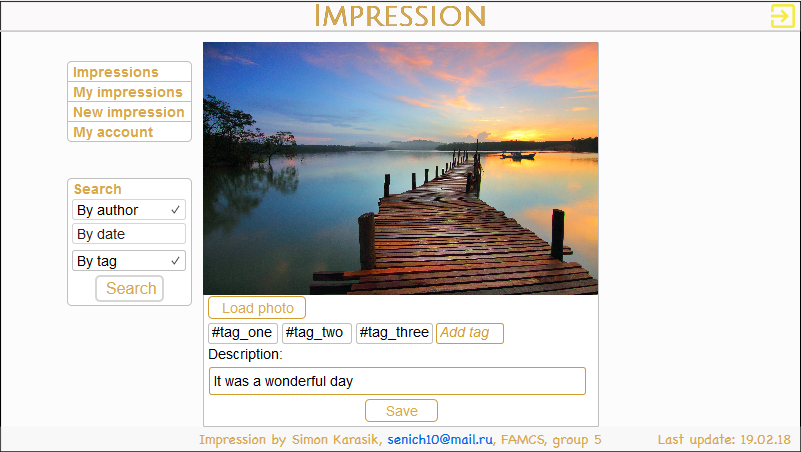 IMPRESSION
Impressions
My impressions
New impression
My account
Search
By author
By date
By tag
Search
Load photo
#tag_one #tag_two #tag_three Add tag
Description:
It was a wonderful day
Save
Impression by Simon Karasik, senich10@mail.ru, FAMCS, group 5 Last update: 19.02.18